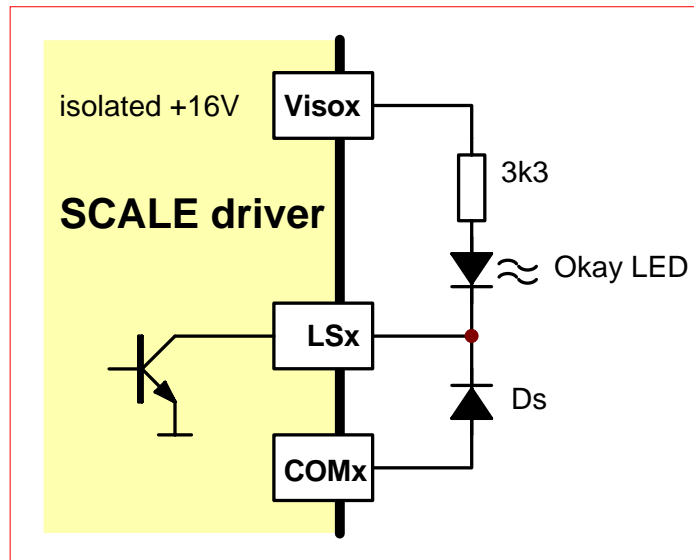 isolated +16V
Visox
3k3
SCALE driver
Okay LED
LSx
Ds
COMx